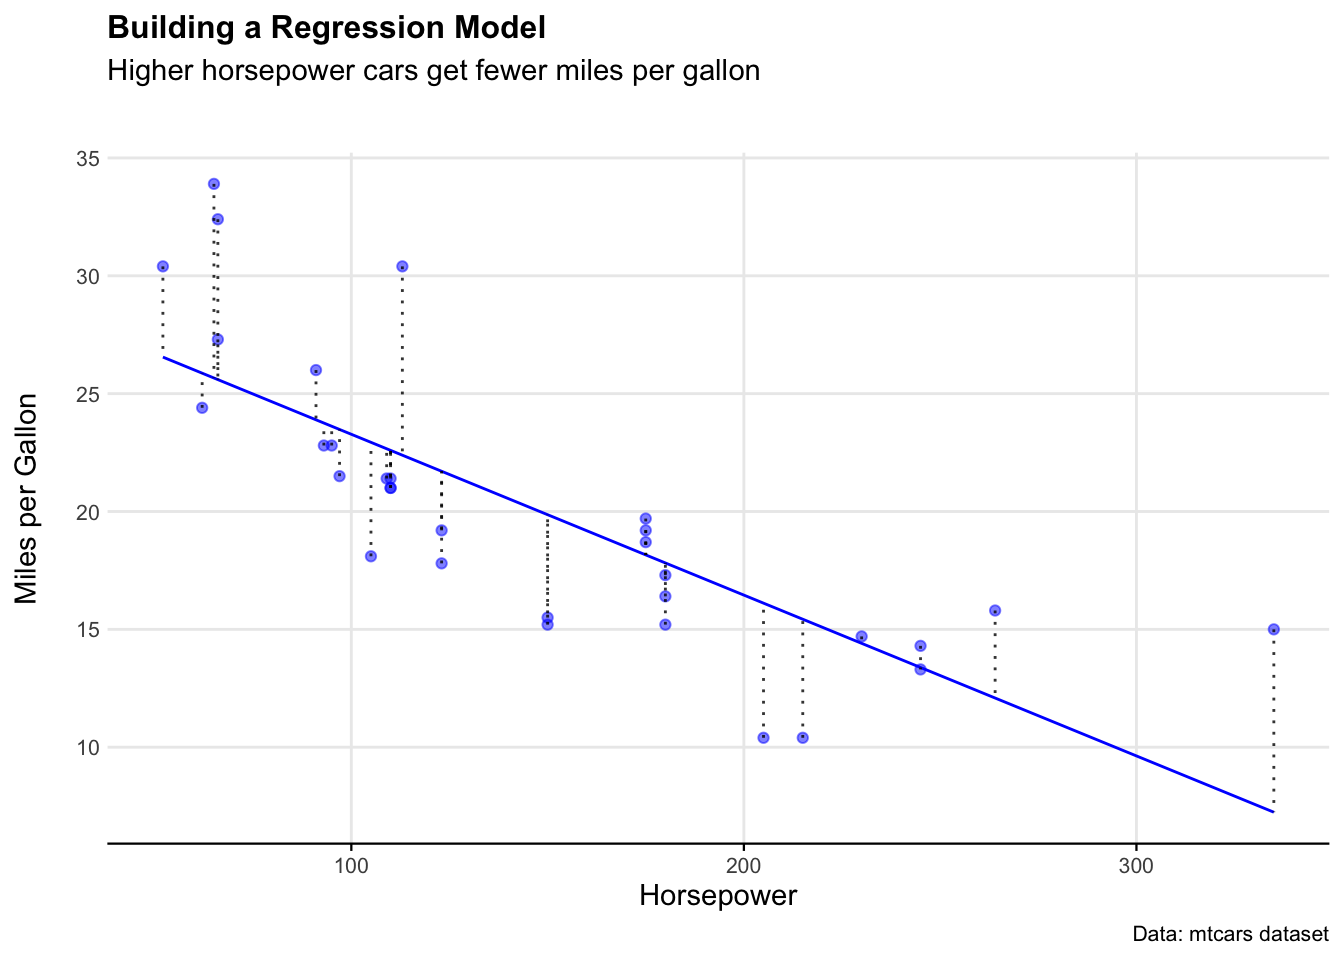 Building a Regression Model
Higher horsepower cars get fewer miles per gallon
35
30
25
20
15
10
Miles per Gallon
100 200 300
Horsepower
Data: mtcars dataset